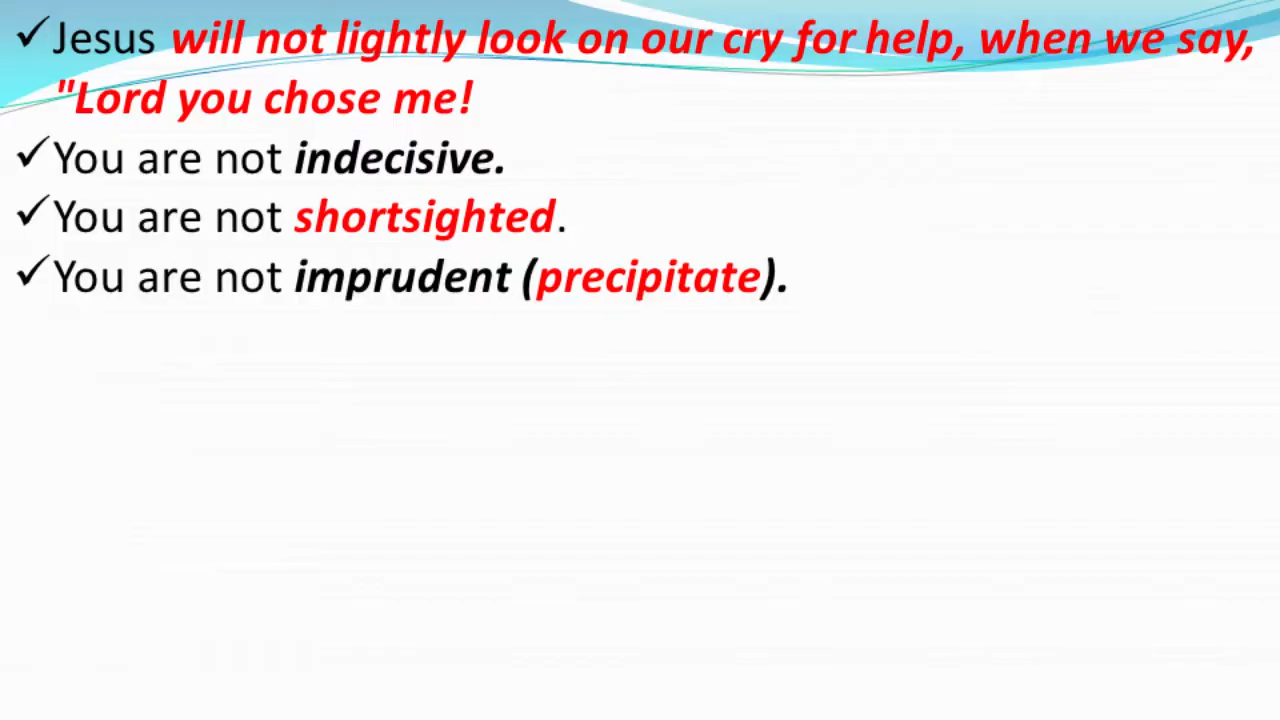 ✓Jesus will not lightly look on our cry for help, when we say,
"Lord you chose me!
✓You are not indecisive.
✓You are not shortsighted.
✓You are not imprudent (precipitate).